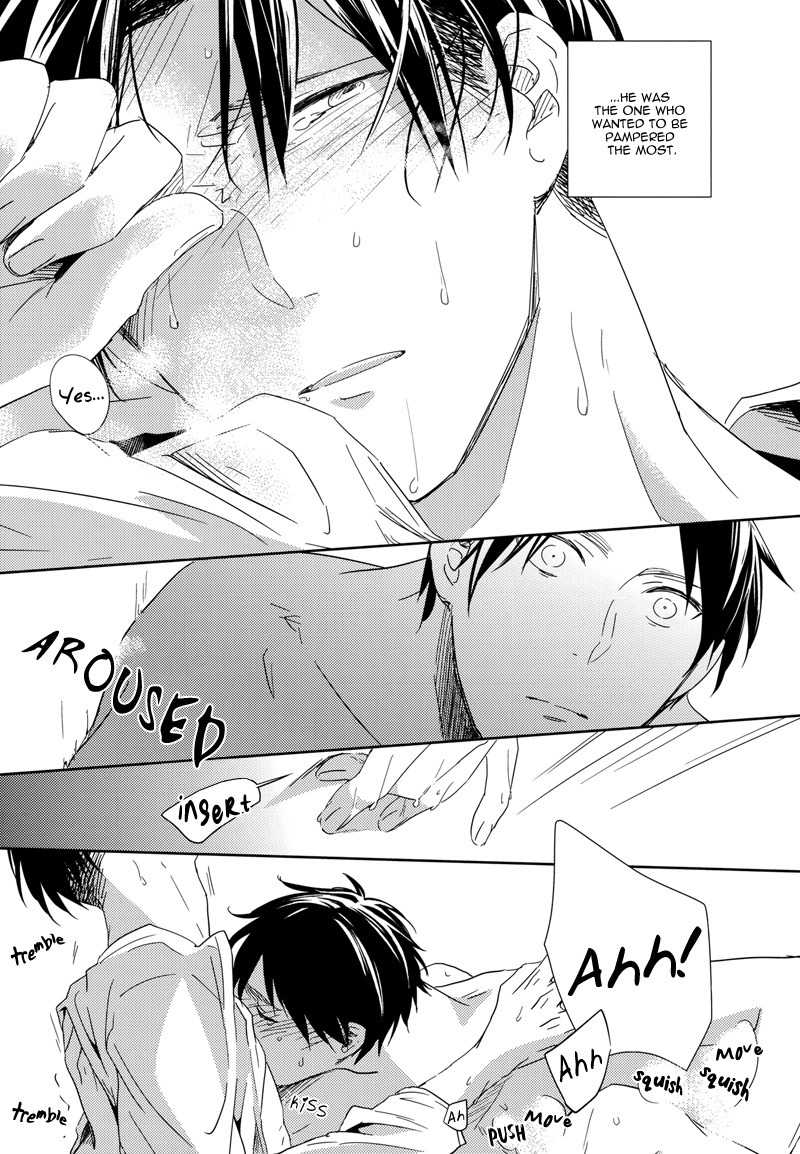 ...HE WAS
THE ONE WHO
WANTED TO BE
PAMPERED
THE MOST.
Yes...
AROUSED
insert
Ahh!
tremble
Ahh
move
squish
squish
kiss
Ah
move
PUSH
tremble